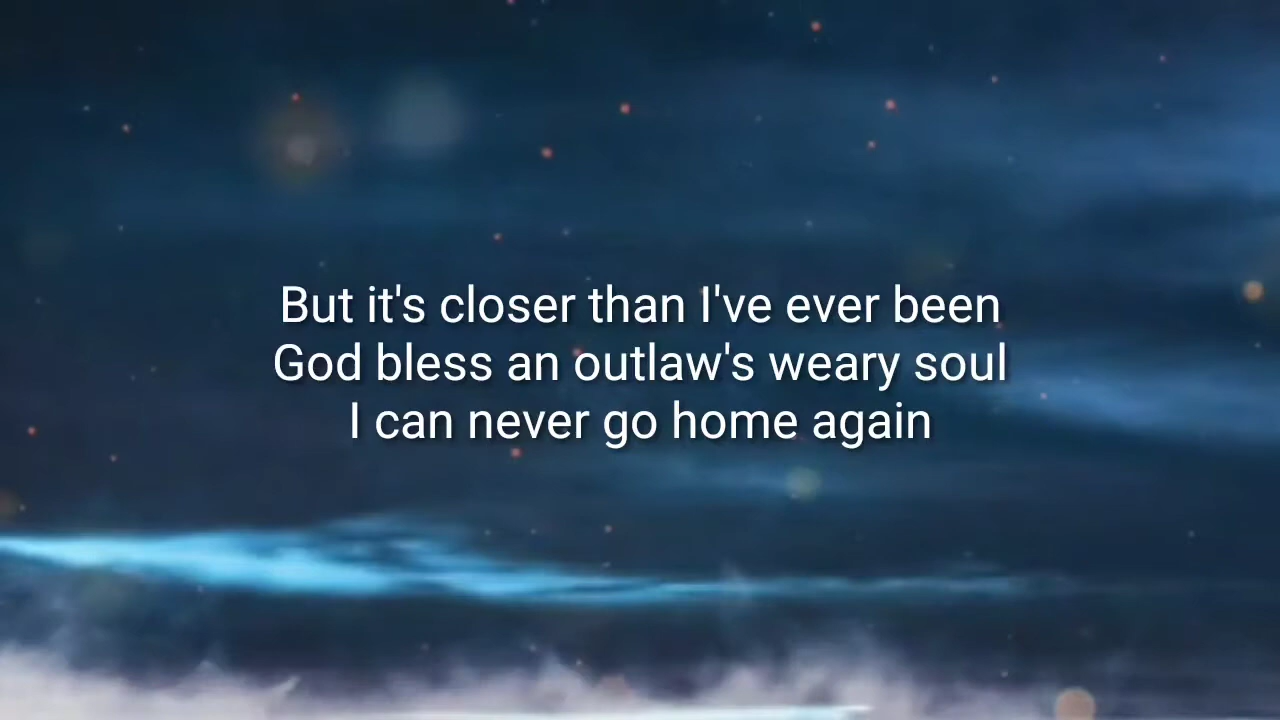 But it's closer than I've ever been
God bless an outlaw's weary soul
I can never go home again